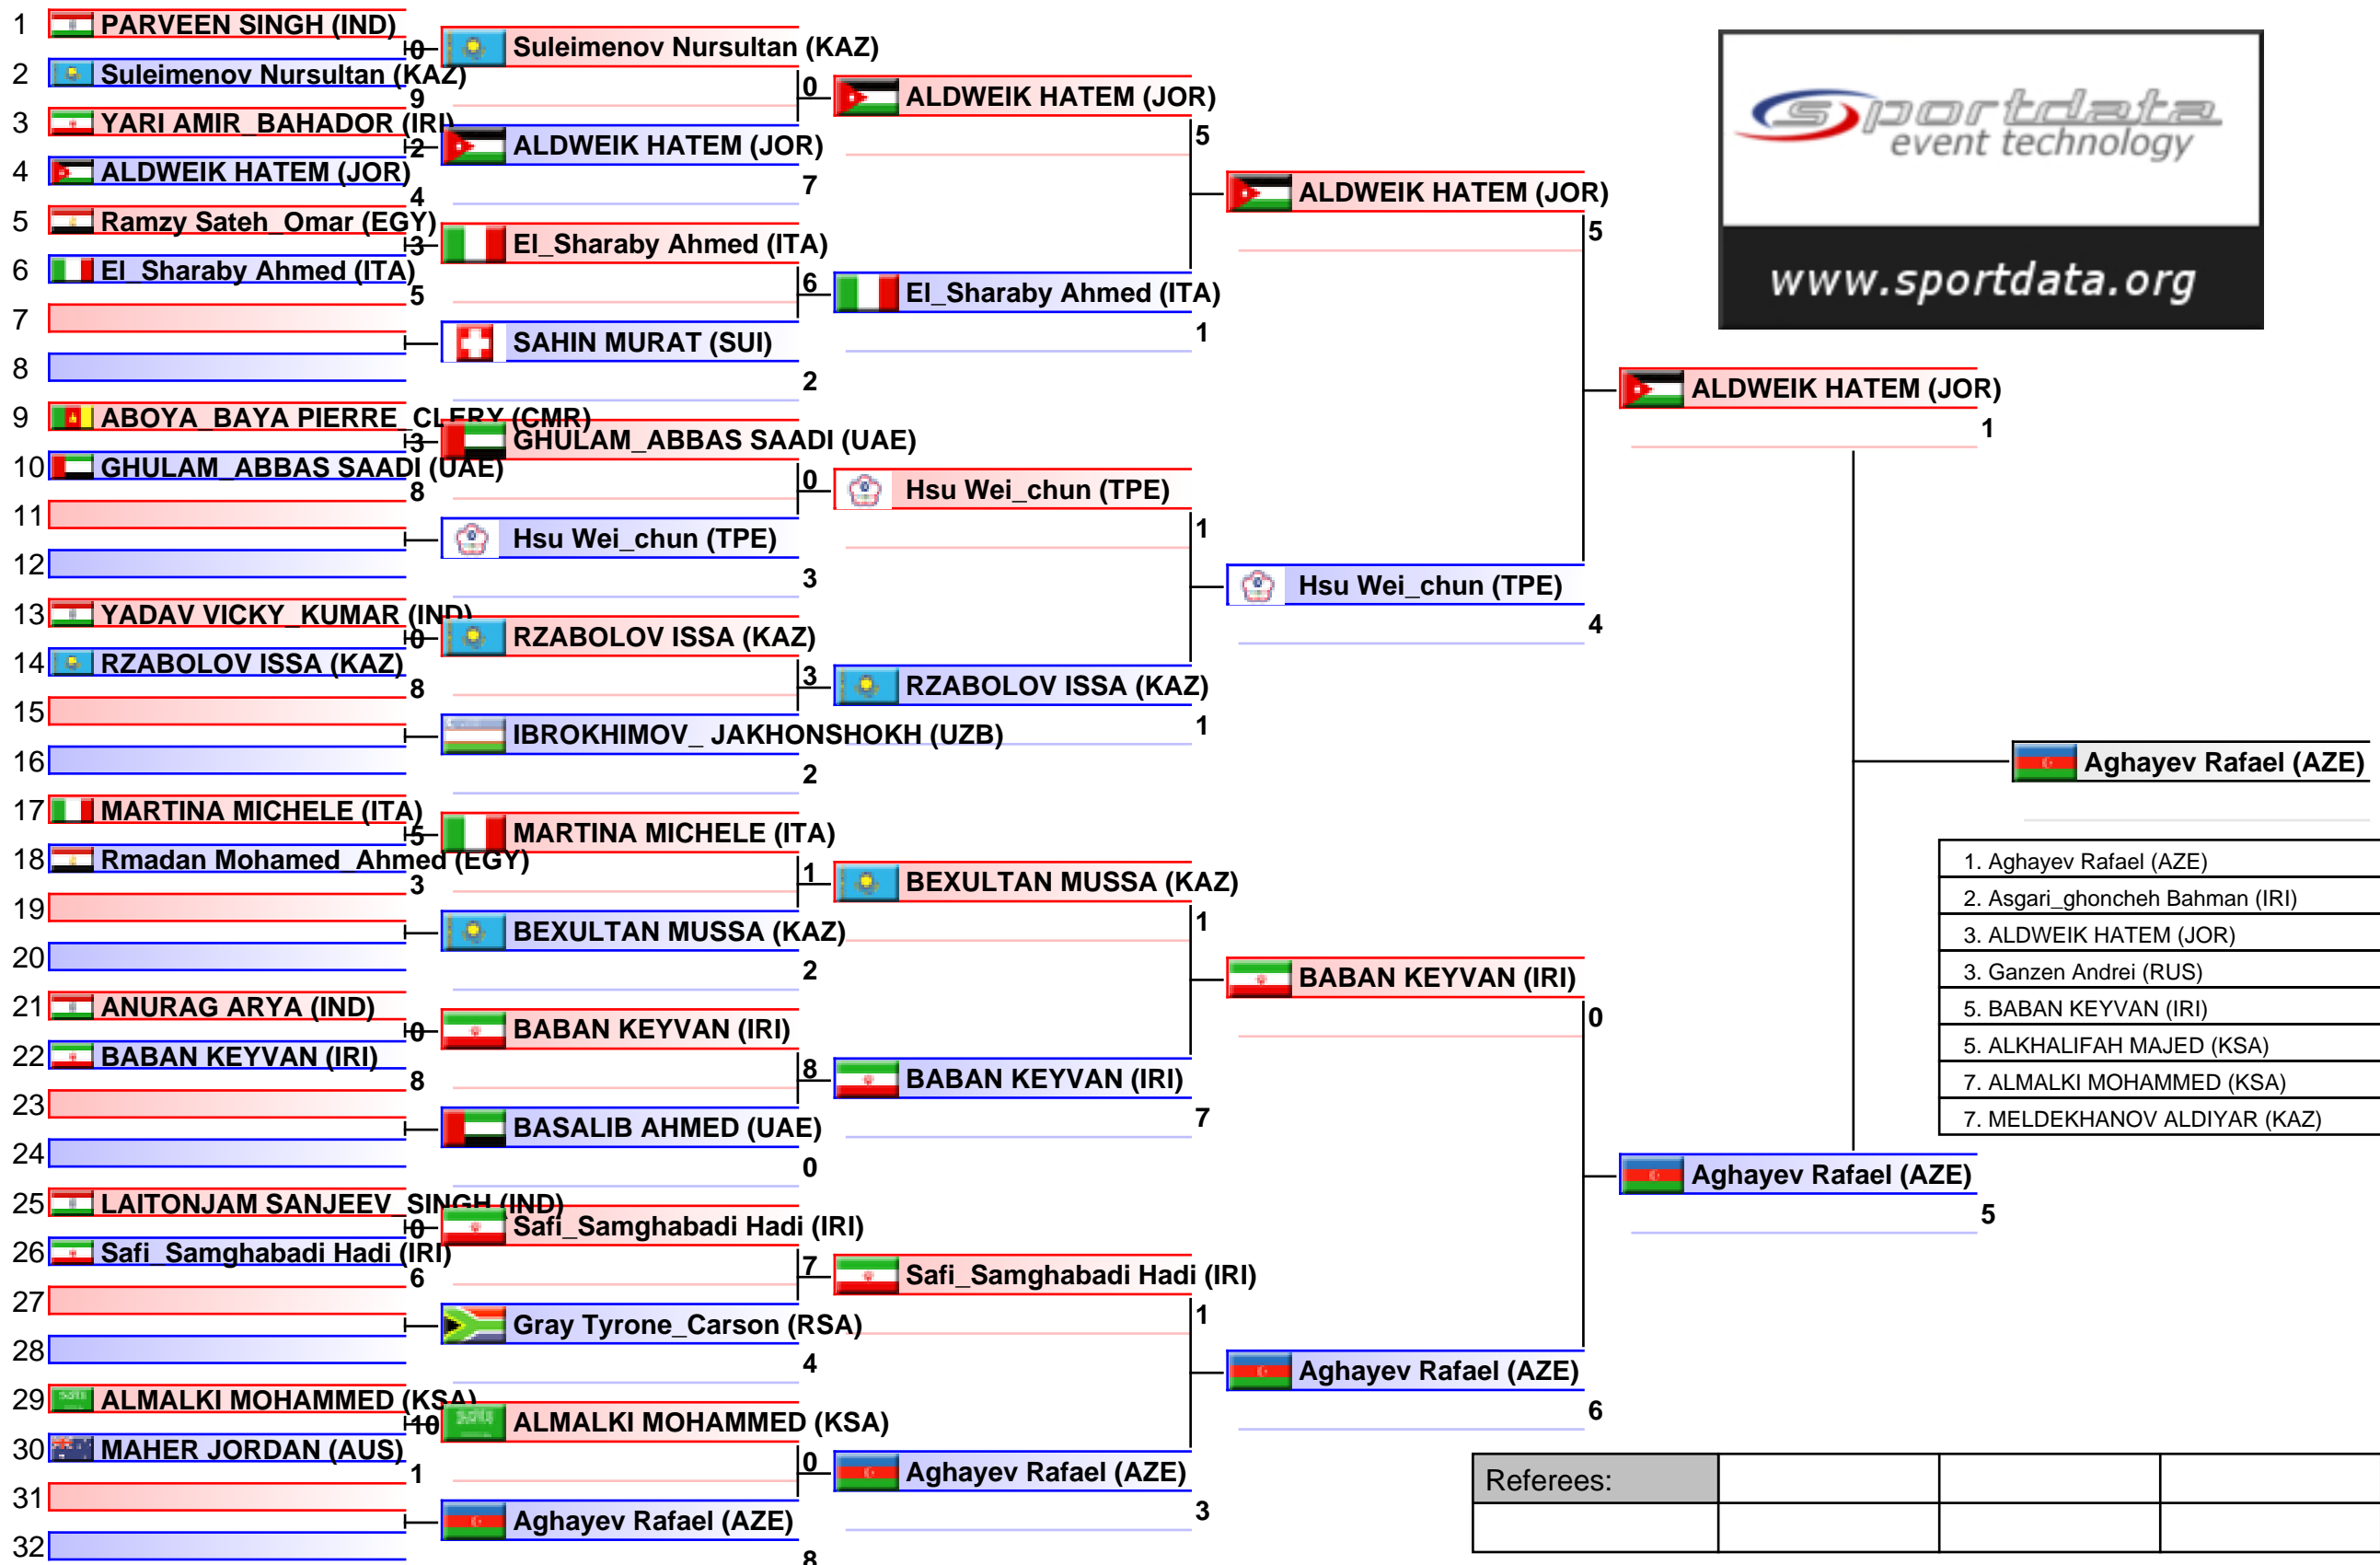 1 PARVEEN SINGH (IND)
0
2 Suleimenov Nursultan (KAZ)
9
3 YARI AMIR_BAHADOR (IRI)
2
4 ALDWEIK HATEM (JOR)
4
5 Ramzy Sateh_Omar (EGY)
3
6 El_Sharaby Ahmed (ITA)
5
7
8
9 ABOYA_BAYA PIERRE_CLERY (CMR)
3
10 GHULAM_ABBAS SAADI (UAE)
8
11
12
13 YADAV VICKY_KUMAR (IND)
0
14 RZABOLOV ISSA (KAZ)
8
15
16
17 MARTINA MICHELE (ITA)
5
18 Rmadan Mohamed_Ahmed (EGY)
3
19
20
21 ANURAG ARYA (IND)
0
22 BABAN KEYVAN (IRI)
8
23
24
25 LAITONJAM SANJEEV_SINGH (IND)
0
26 Safi_Samghabadi Hadi (IRI)
6
27
28
29 ALMALKI MOHAMMED (KSA)
10
30 MAHER JORDAN (AUS)
1
31
32
Suleimenov Nursultan (KAZ)
0
ALDWEIK HATEM (JOR)
7
El_Sharaby Ahmed (ITA)
6
SAHIN MURAT (SUI)
2
GHULAM_ABBAS SAADI (UAE)
0
Hsu Wei_chun (TPE)
3
RZABOLOV ISSA (KAZ)
3
IBROKHIMOV_ JAKHONSHOKH (UZB)
2
MARTINA MICHELE (ITA)
1
BEXULTAN MUSSA (KAZ)
2
BABAN KEYVAN (IRI)
8
BASALIB AHMED (UAE)
0
Safi_Samghabadi Hadi (IRI)
7
Gray Tyrone_Carson (RSA)
4
ALMALKI MOHAMMED (KSA)
0
Aghayev Rafael (AZE)
8
ALDWEIK HATEM (JOR)
5
El_Sharaby Ahmed (ITA)
1
Hsu Wei_chun (TPE)
1
RZABOLOV ISSA (KAZ)
1
BEXULTAN MUSSA (KAZ)
1
BABAN KEYVAN (IRI)
7
Safi_Samghabadi Hadi (IRI)
1
Aghayev Rafael (AZE)
3
ALDWEIK HATEM (JOR)
5
Hsu Wei_chun (TPE)
4
BABAN KEYVAN (IRI)
0
Aghayev Rafael (AZE)
6
ALDWEIK HATEM (JOR)
1
Aghayev Rafael (AZE)
5
Aghayev Rafael (AZE)
sportdata
event technology
www.sportdata.org
1. Aghayev Rafael (AZE)
2. Asgari_ghoncheh Bahman (IRI)
3. ALDWEIK HATEM (JOR)
3. Ganzen Andrei (RUS)
5. BABAN KEYVAN (IRI)
5. ALKHALIFAH MAJED (KSA)
7. ALMALKI MOHAMMED (KSA)
7. MELDEKHANOV ALDIYAR (KAZ)
Referees: